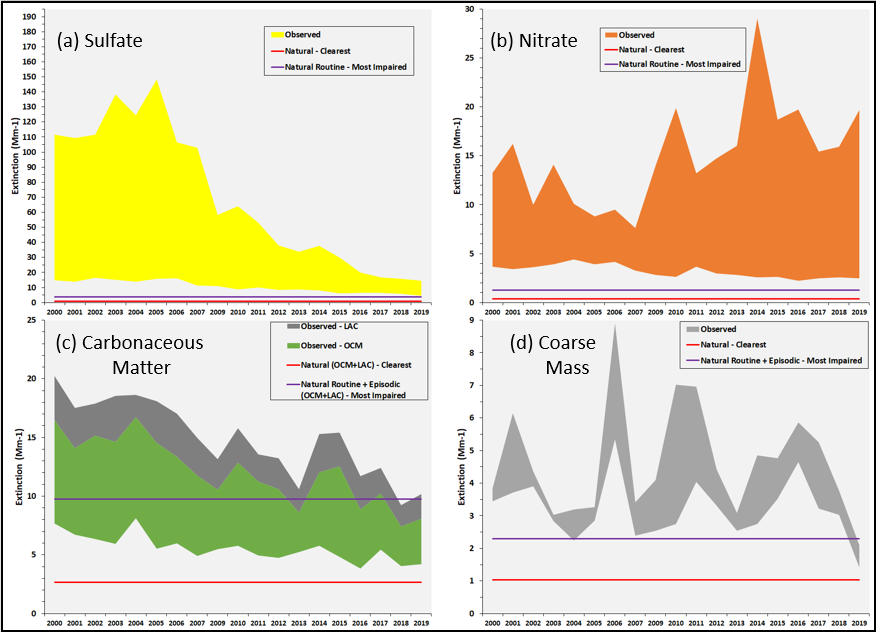 (a) Sulfate
Observed
Natural - Clearest
Natural Routine - Most Impaired
Extinction (Mm-1)
190
180
170
160
150
140
130
120
110
100
90
80
70
60
50
40
30
20
10
0
2000 2001 2002 2003 2004 2005 2006 2007 2008 2009 2010 2011 2012 2013 2014 2015 2016 2017 2018 2019
(b) Nitrate
Observed
Natural - Clearest
Natural Routine - Most Impaired
Extinction (Mm-1)
30
25
20
15
10
5
0
2000 2001 2002 2003 2004 2005 2006 2007 2008 2009 2010 2011 2012 2013 2014 2015 2016 2017 2018 2019
(c) Carbonaceous
Matter
Observed - LAC
Observed - OCM
Natural (OCM+LAC) - Clearest
Natural Routine + Episodic
(OCM+LAC) - Most Impaired
Extinction (Mm-1)
25
20
15
10
5
0
2000 2001 2002 2003 2004 2005 2006 2007 2008 2009 2010 2011 2012 2013 2014 2015 2016 2017 2018 2019
(d) Coarse
Mass
Observed
Natural - Clearest
Natural Routine + Episodic - Most Impaired
Extinction (Mm-1)
9
8
7
6
5
4
3
2
1
0
2000 2001 2002 2003 2004 2005 2006 2007 2008 2009 2010 2011 2012 2013 2014 2015 2016 2017 2018 2019